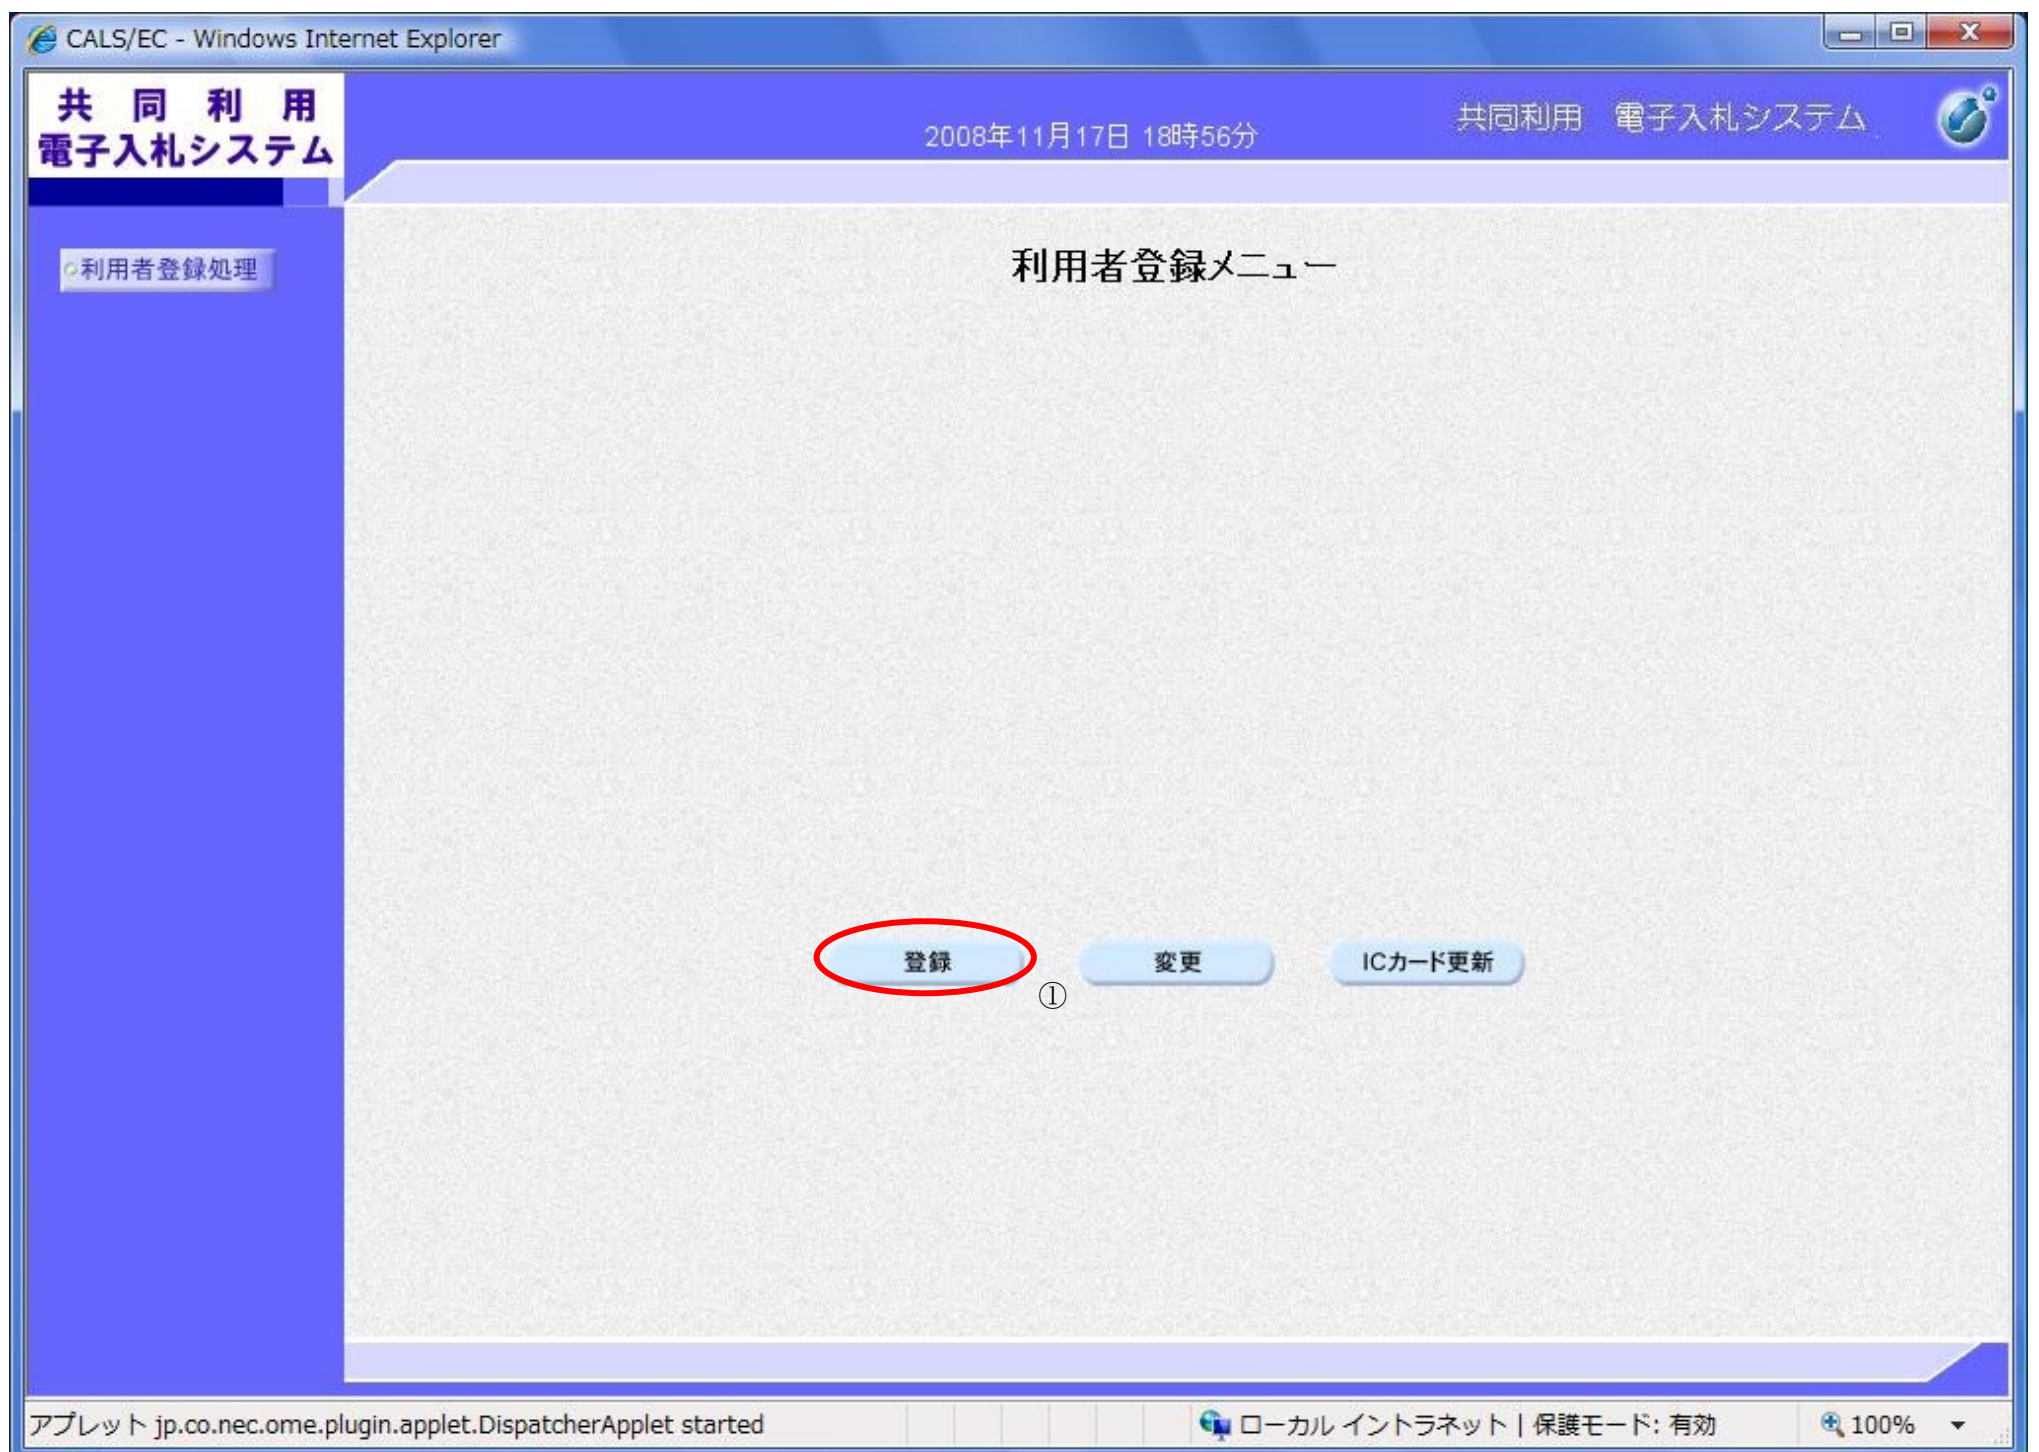 CALS/EC - Windows Internet Explorer
共同利用
電子入札システム
2008年11月17日 18時56分
共同利用 電子入札システム
利用者登録処理
利用者登録メニュー
登録
変更
ICカード更新
①
アプレット jp.co.nec.ome.plugin.applet.DispatcherApplet started
ローカル イントラネット | 保護モード: 有効
100%